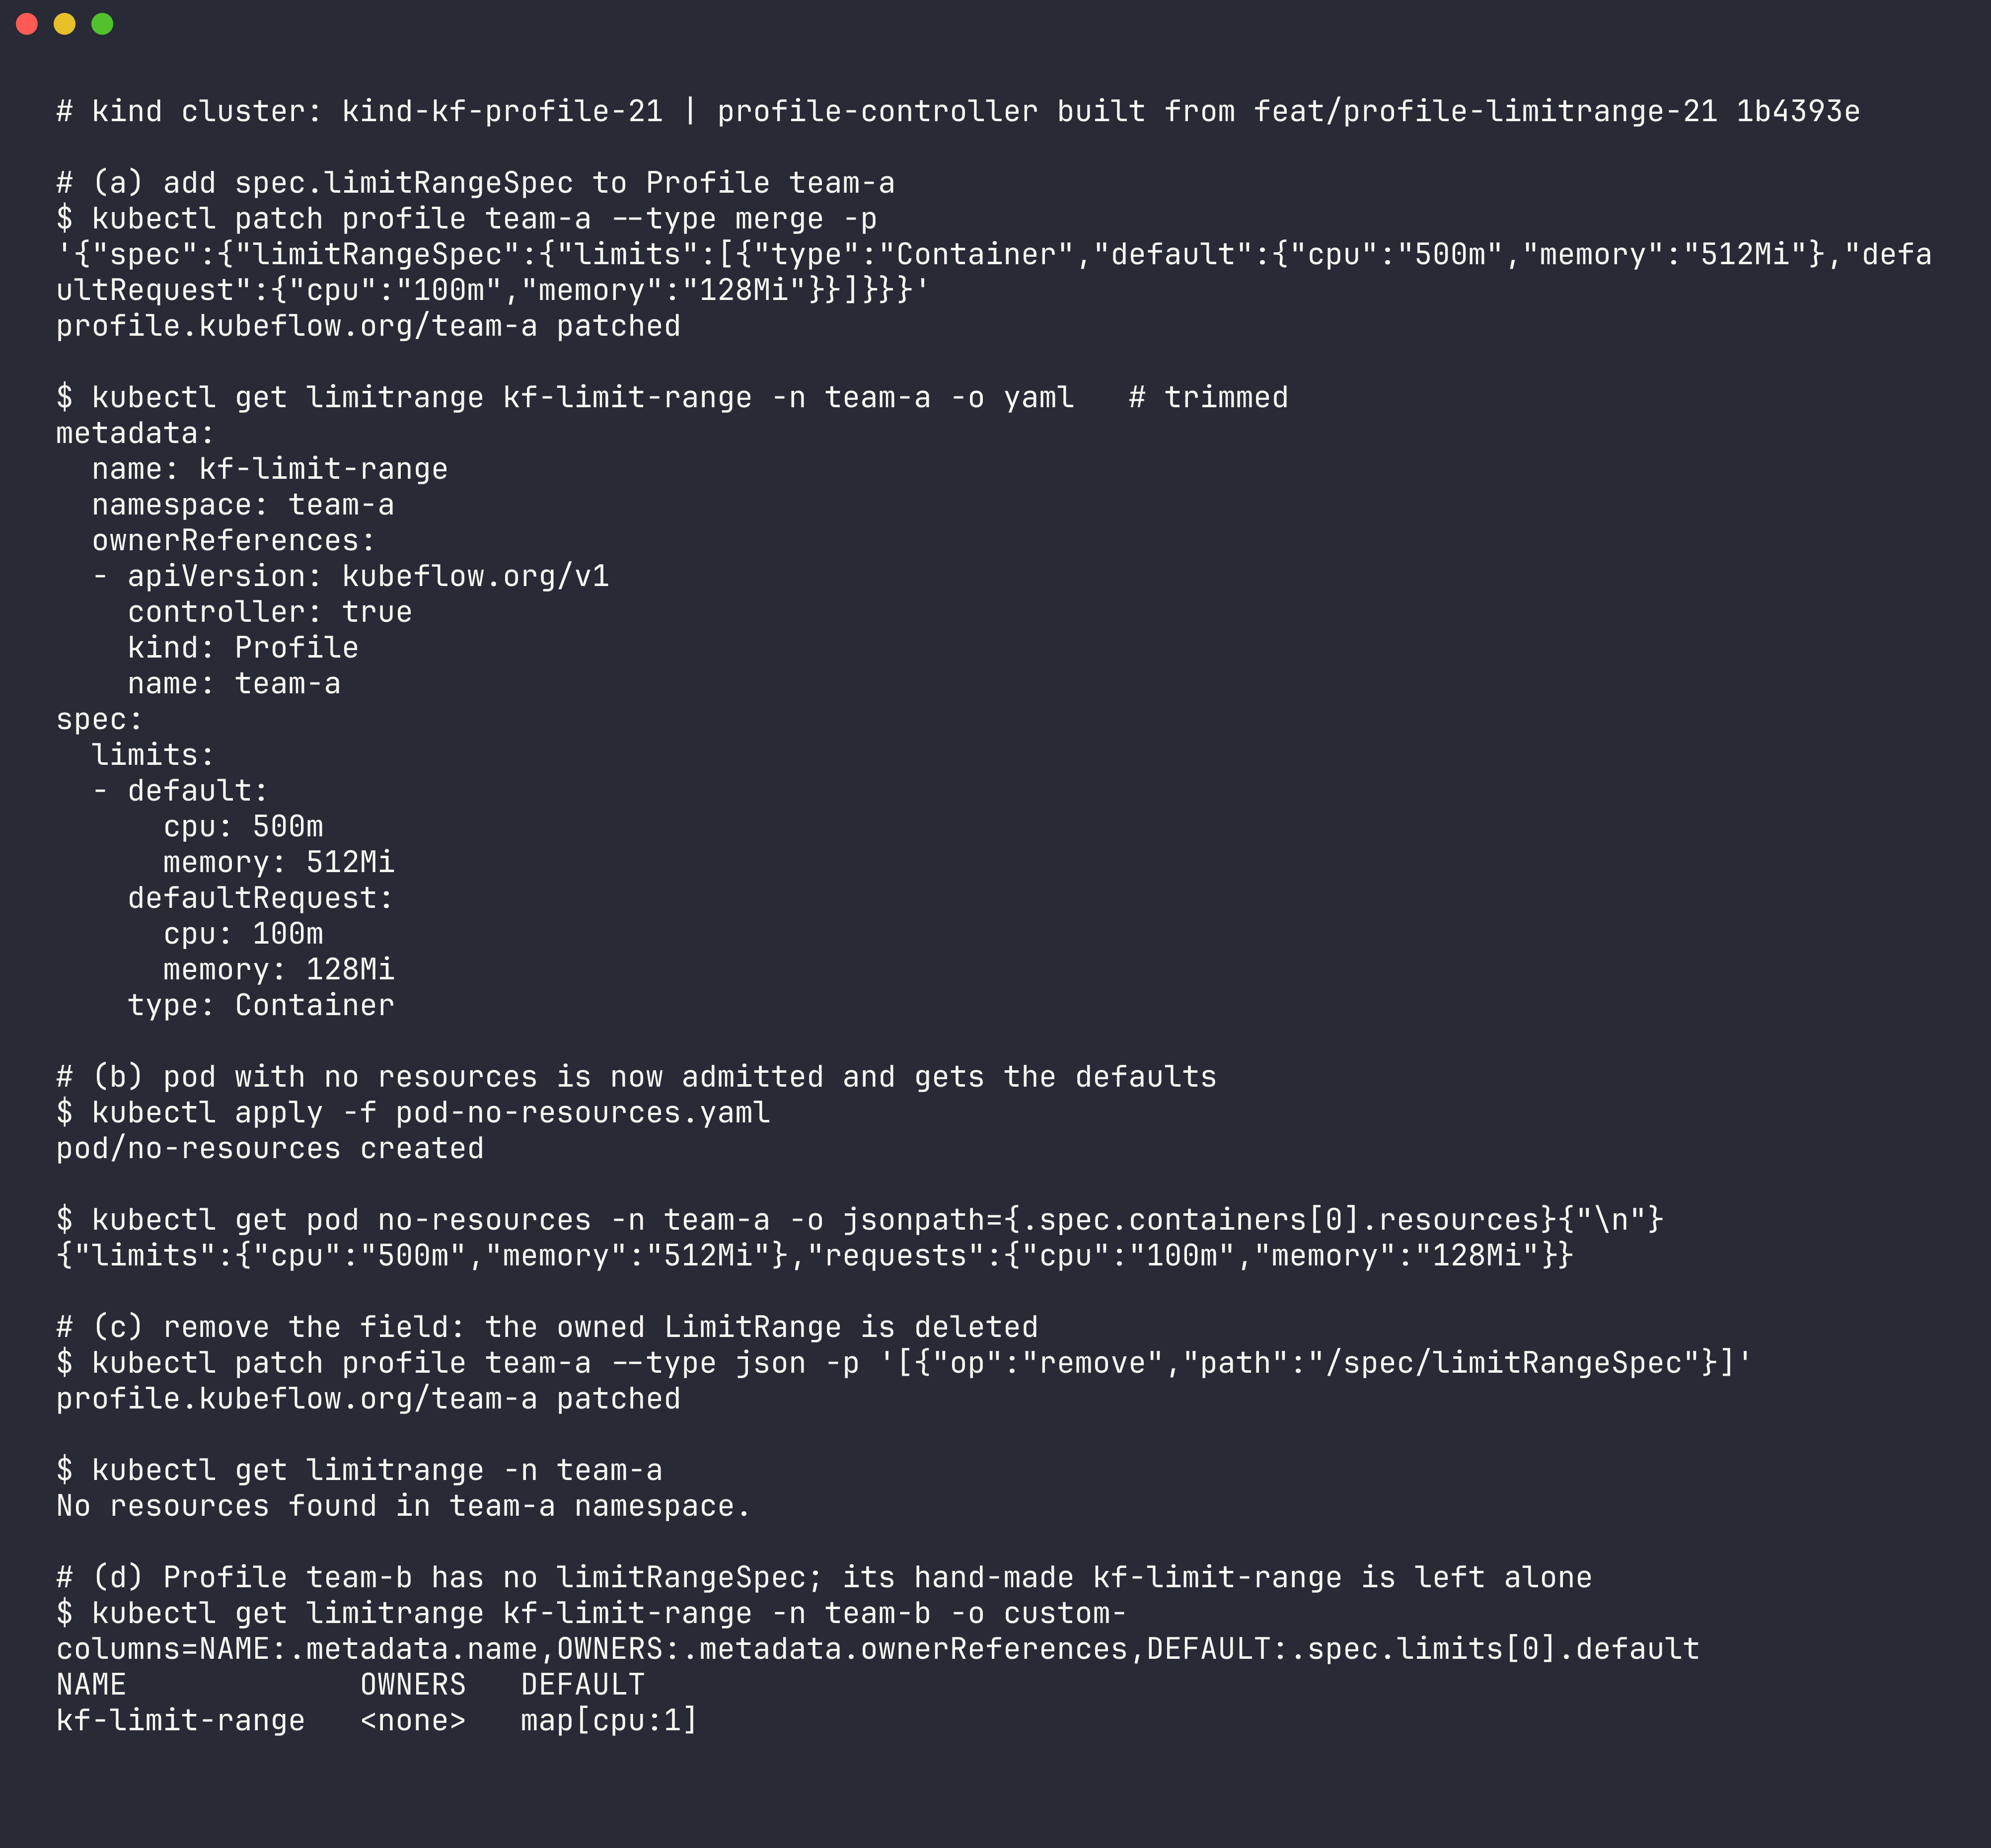 # kind cluster: kind-kf-profile-21 | profile-controller built from feat/profile-limitrange-21 1b4393e
# (a) add spec.limitRangeSpec to Profile team-a
$ kubectl patch profile team-a --type merge -p
'{"spec":{"limitRangeSpec":{"limits":[{"type":"Container","default":{"cpu":"500m","memory":"512Mi"},"defa
ultRequest":{"cpu":"100m","memory":"128Mi"}}]}}}'
profile.kubeflow.org/team-a patched
$ kubectl get limitrange kf-limit-range -n team-a -o yaml   # trimmed
metadata:
  name: kf-limit-range
  namespace: team-a
  ownerReferences:
  - apiVersion: kubeflow.org/v1
    controller: true
    kind: Profile
    name: team-a
spec:
  limits:
  - default:
      cpu: 500m
      memory: 512Mi
    defaultRequest:
      cpu: 100m
      memory: 128Mi
    type: Container
# (b) pod with no resources is now admitted and gets the defaults
$ kubectl apply -f pod-no-resources.yaml
pod/no-resources created
$ kubectl get pod no-resources -n team-a -o jsonpath={.spec.containers[0].resources}{"\n"}
{"limits":{"cpu":"500m","memory":"512Mi"},"requests":{"cpu":"100m","memory":"128Mi"}}
# (c) remove the field: the owned LimitRange is deleted
$ kubectl patch profile team-a --type json -p '[{"op":"remove","path":"/spec/limitRangeSpec"}]'
profile.kubeflow.org/team-a patched
$ kubectl get limitrange -n team-a
No resources found in team-a namespace.
# (d) Profile team-b has no limitRangeSpec; its hand-made kf-limit-range is left alone
$ kubectl get limitrange kf-limit-range -n team-b -o custom-
columns=NAME:.metadata.name,OWNERS:.metadata.ownerReferences,DEFAULT:.spec.limits[0].default
NAME             OWNERS   DEFAULT
kf-limit-range   <none>   map[cpu:1]